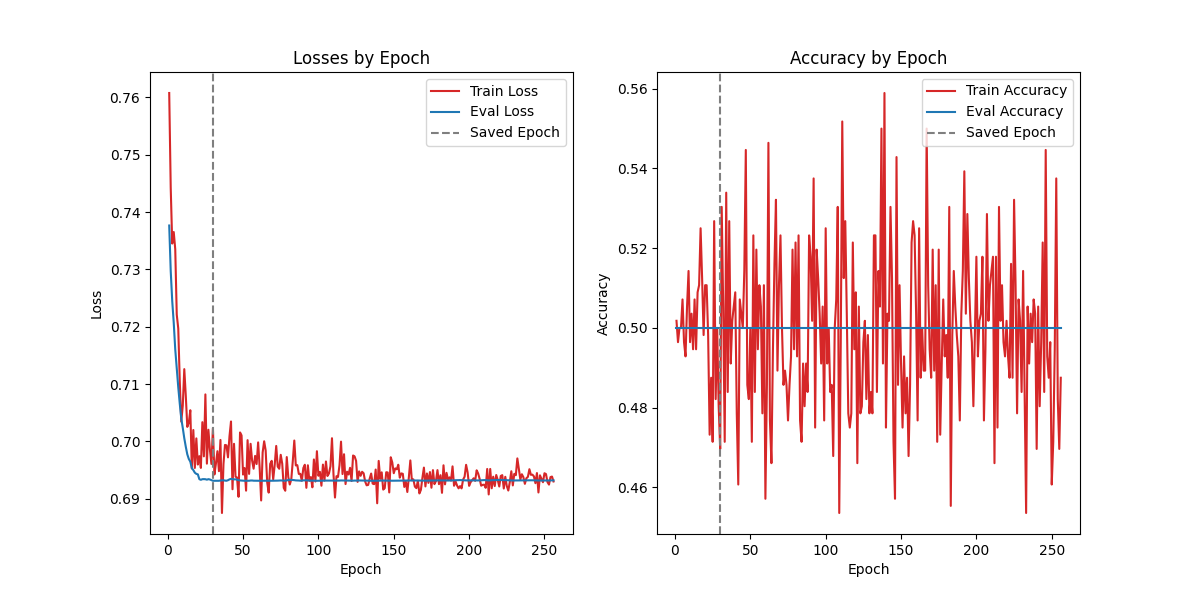 Losses by Epoch
0.76
0.75
0.74
0.73
0.72
0.71
0.70
0.69
Loss
0
50
100
150
200
250
Epoch
Train Loss
Eval Loss
Saved Epoch
Accuracy by Epoch
0.56
0.54
0.52
0.50
0.48
0.46
Accuracy
0
50
100
150
200
250
Epoch
Train Accuracy
Eval Accuracy
Saved Epoch